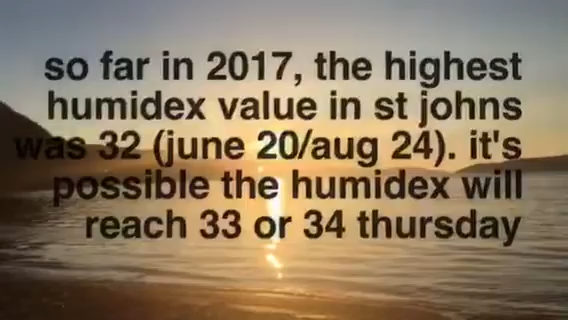 so far in 2017, the highest
humidex value in st johns
was 32 (june 20/aug 24). it's
possible the humidex will
reach 33 or 34 thursday